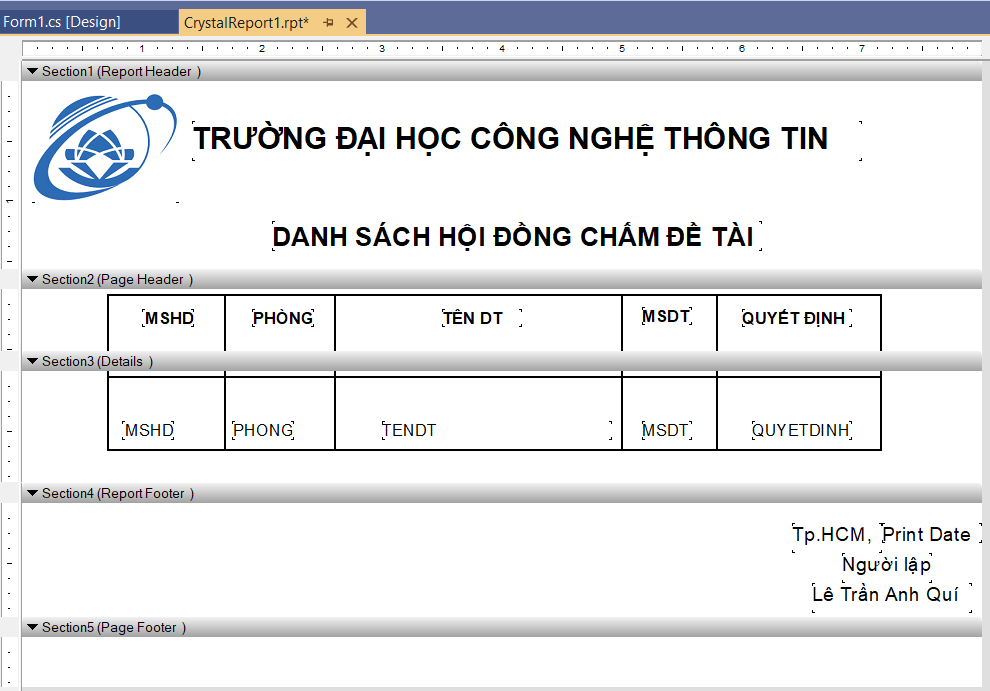 Form1.cs [Design] CrystalReport1.rpt*
1 2 3 4 5 6 7
Section1 (Report Header )
1
TRƯỜNG ĐẠI HỌC CÔNG NGHỆ THÔNG TIN
DANH SÁCH HỘI ĐỒNG CHẤM ĐỀ TÀI
Section2 (Page Header )
MSHD PHÒNG TÊN DT MSDT QUYẾT ĐỊNH
Section3 (Details )
MSHD PHONG TENDT MSDT QUYETDINH
Section4 (Report Footer )
Tp.HCM, Print Date
Người lập
Lê Trần Anh Quí
Section5 (Page Footer )